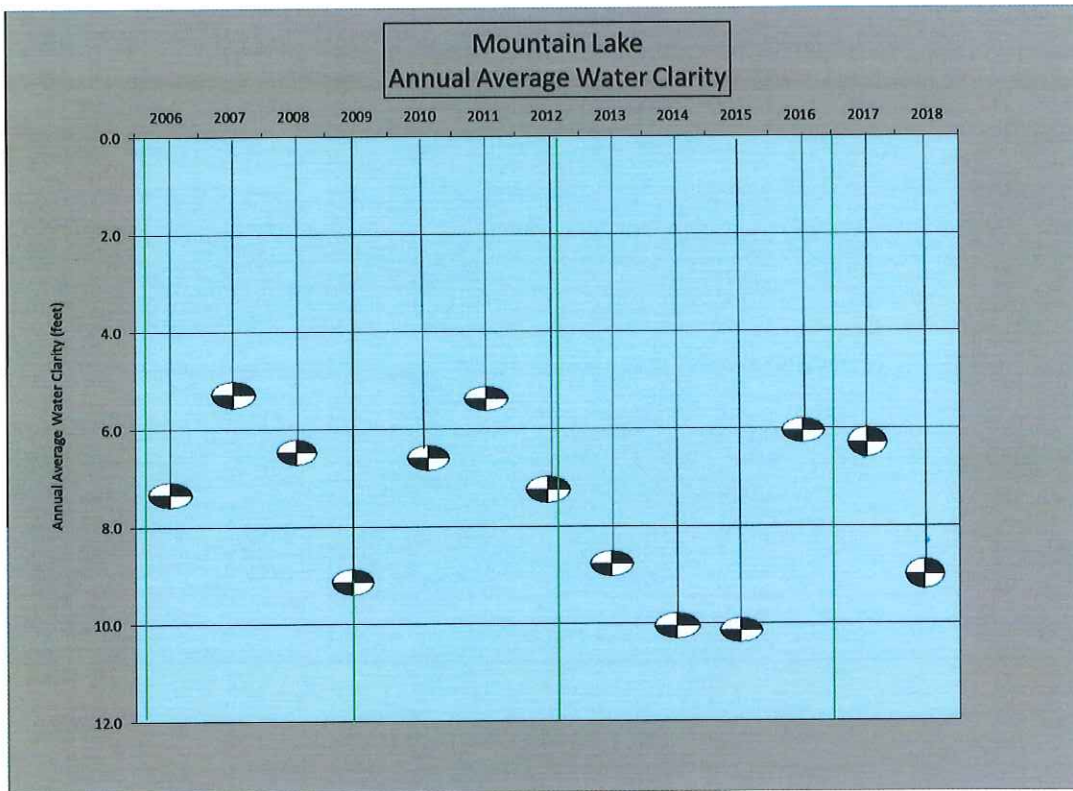 Mountain Lake
Annual Average Water Clarity
2006 2007 2008 2009 2010 2011 2012 2013 2014 2015 2016 2017 2018
0.0
2.0
4.0
6.0
8.0
10.0
12.0
Annual Average Water Clarity (feet)